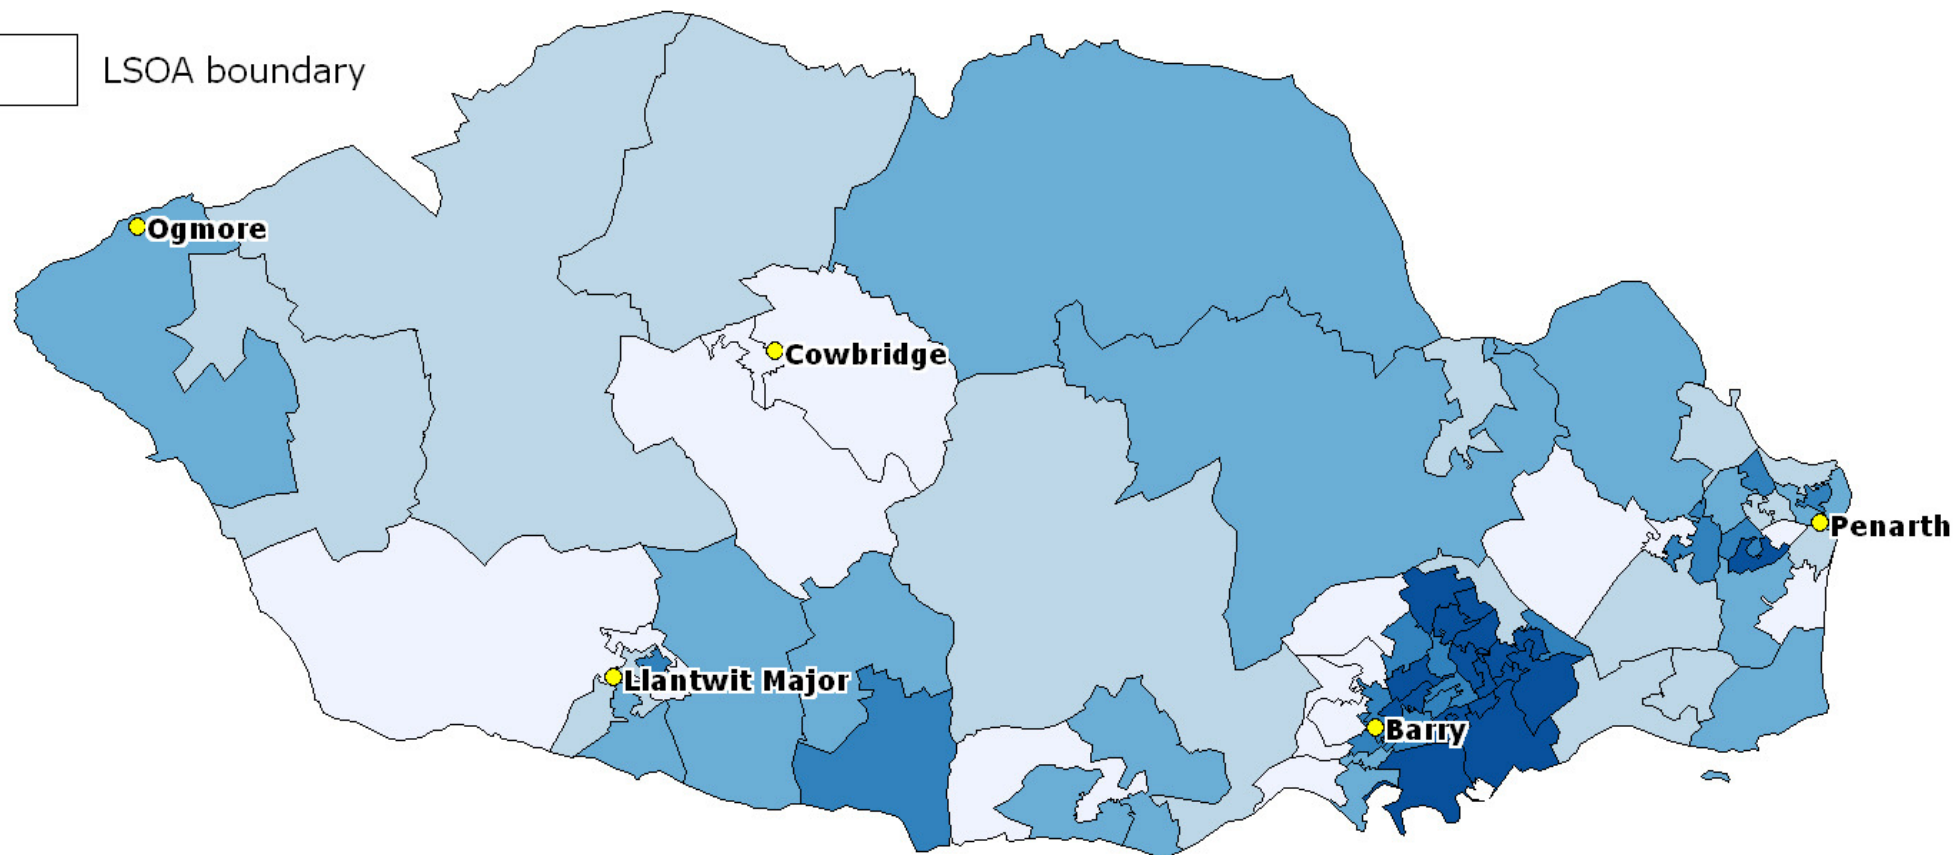 LSOA boundary
Ogmore
Cowbridge
Penarth
Llantwit Major
Barry